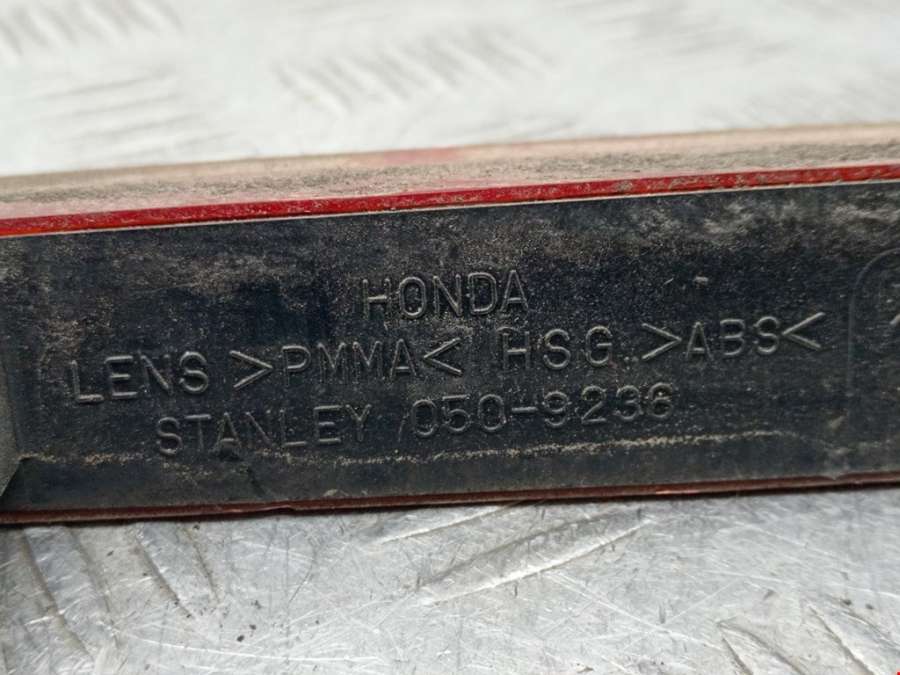 HONDA
LENS >PMMA< HSG >ABS<
STANLEY 050-9236